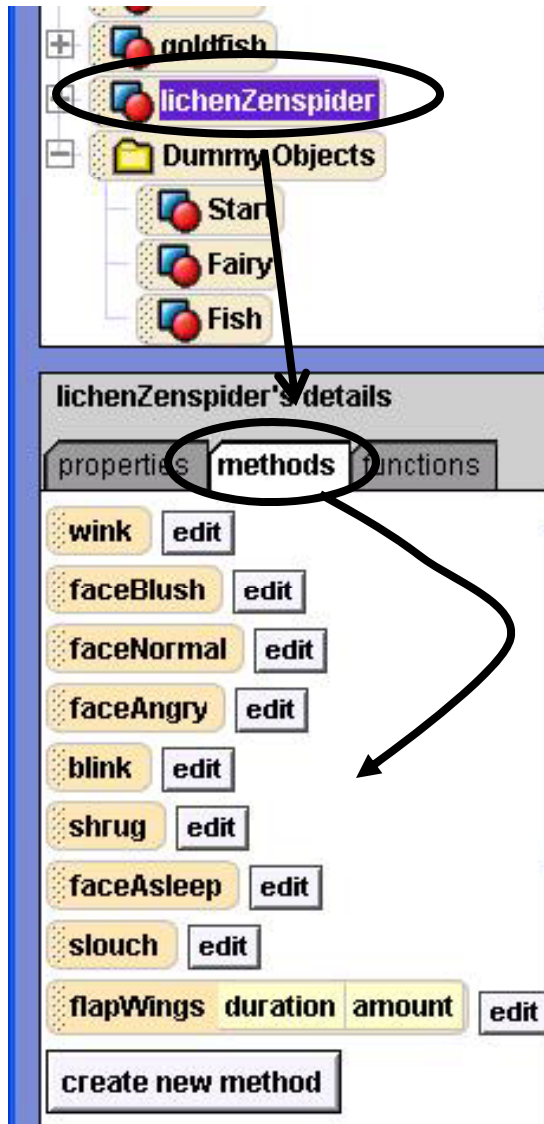 goldfish
lichenZenspider
Dummy Objects
Start
Fairy
Fish
lichenZenspider's details
properties methods functions
wink edit
faceBlush edit
faceNormal edit
faceAngry edit
blink edit
shrug edit
faceAsleep edit
slouch edit
flapWings duration amount edit
create new method